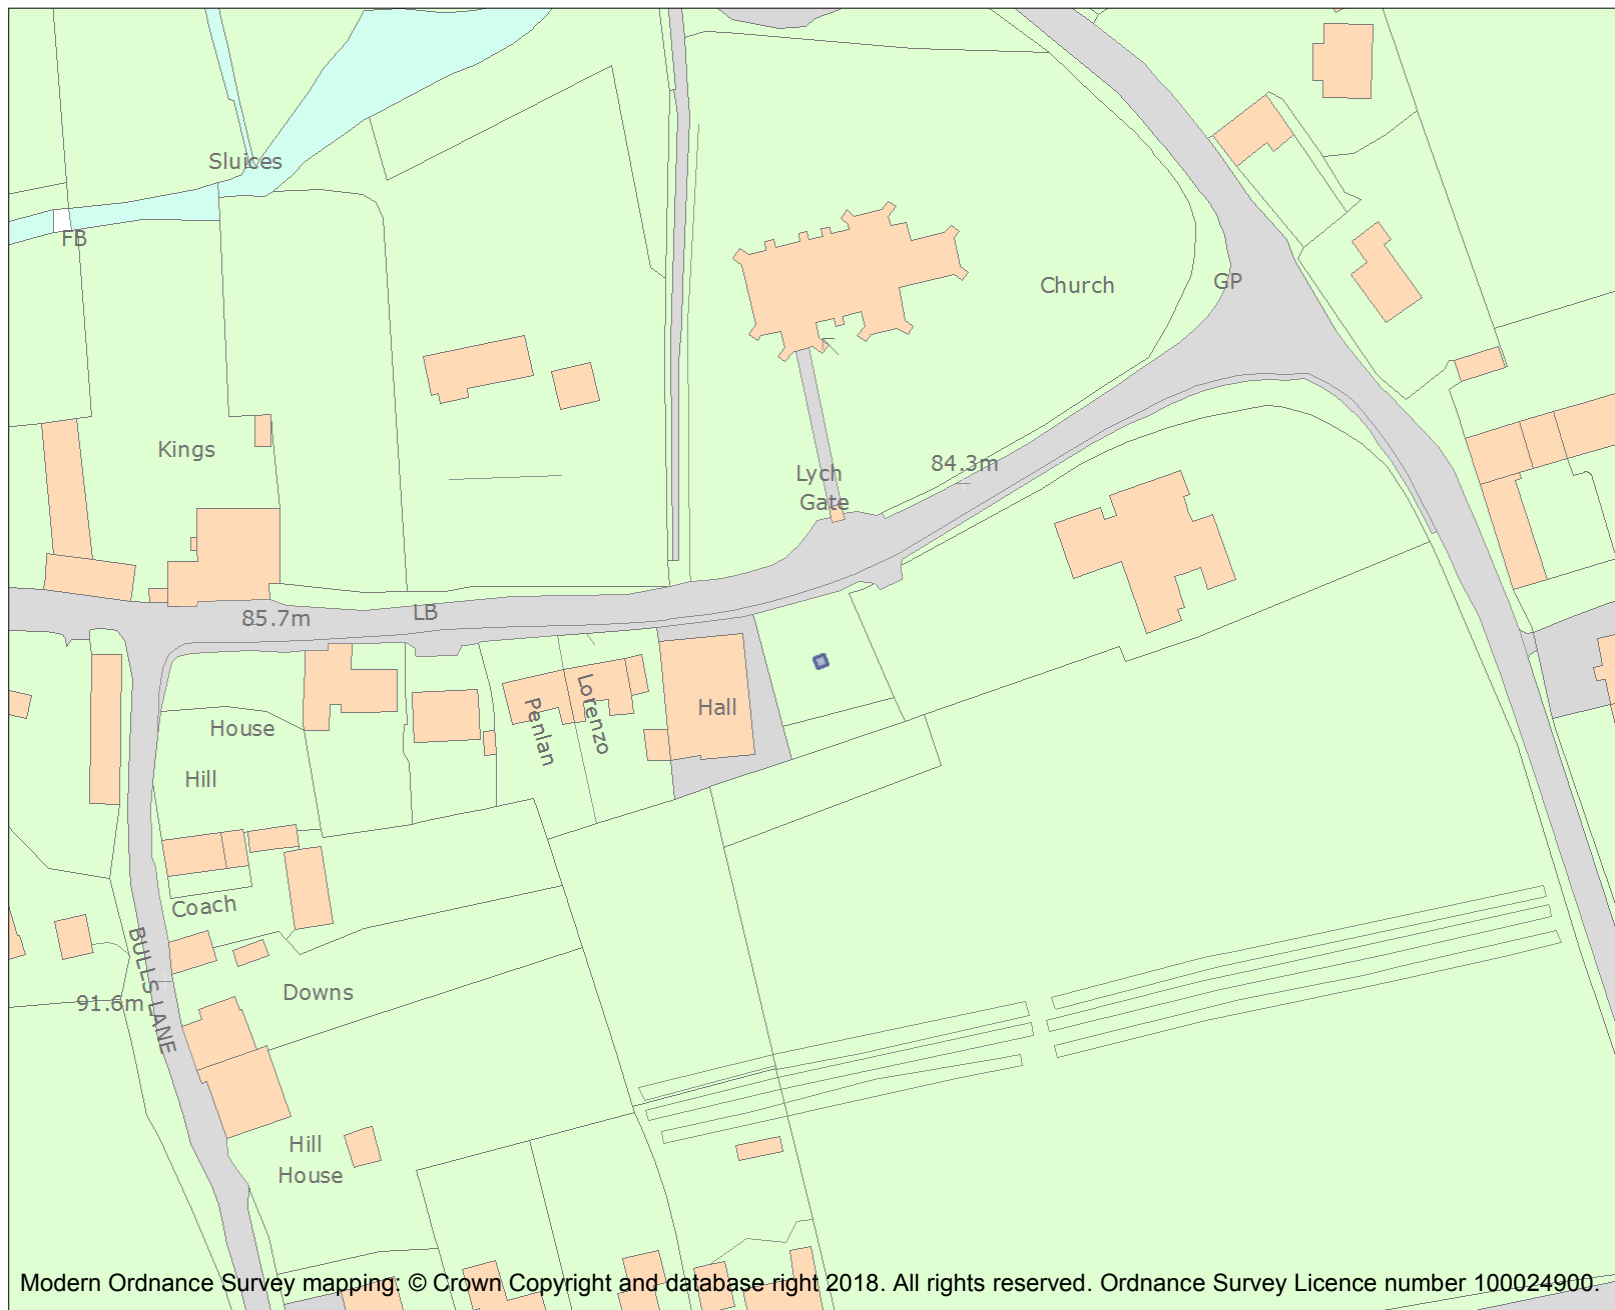 Sluices
FB
Church
GP
Kings
84.3m
Lych
Gate
LB
85.7m
Hall
Penlan
Lorenzo
House
Hill
Coach
BULLS LANE
Downs
91.6m
Hill
House
Modern Ordnance Survey mapping: © Crown Copyright and database right 2018. All rights reserved. Ordnance Survey Licence number 100024900.